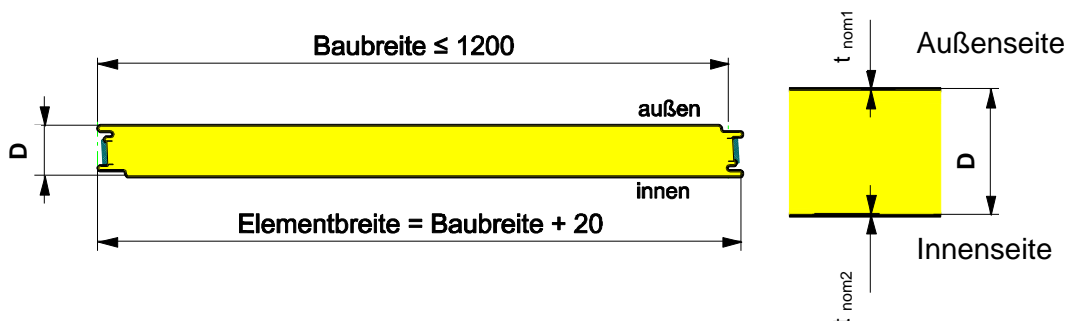 Baubreite ≤ 1200
außen
D
innen
Elementbreite = Baubreite + 20
t nom1
Außenseite
D
Innenseite
t nom2